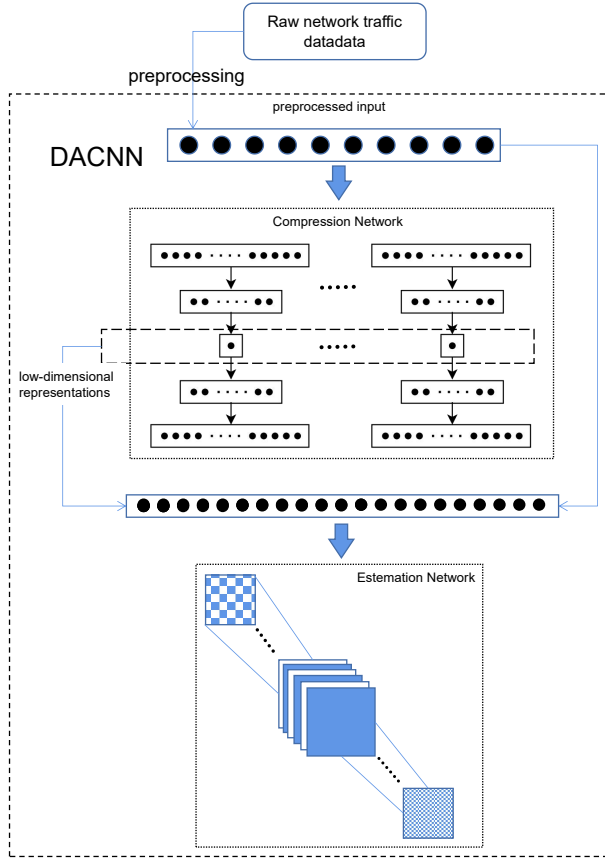 Raw network traffic
datadata
preprocessing
preprocessed input
DACNN
Compression Network
low-dimensional
representations
Estemation Network